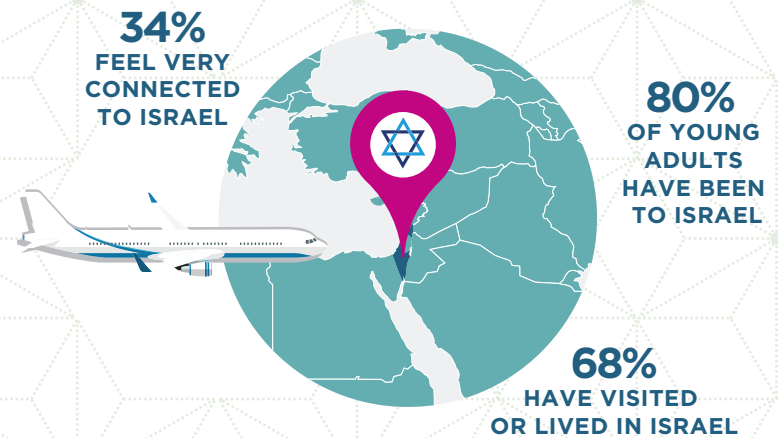 34%
FEEL VERY
CONNECTED
TO ISRAEL
80%
OF YOUNG
ADULTS
HAVE BEEN
TO ISRAEL
68%
HAVE VISITED
OR LIVED IN ISRAEL